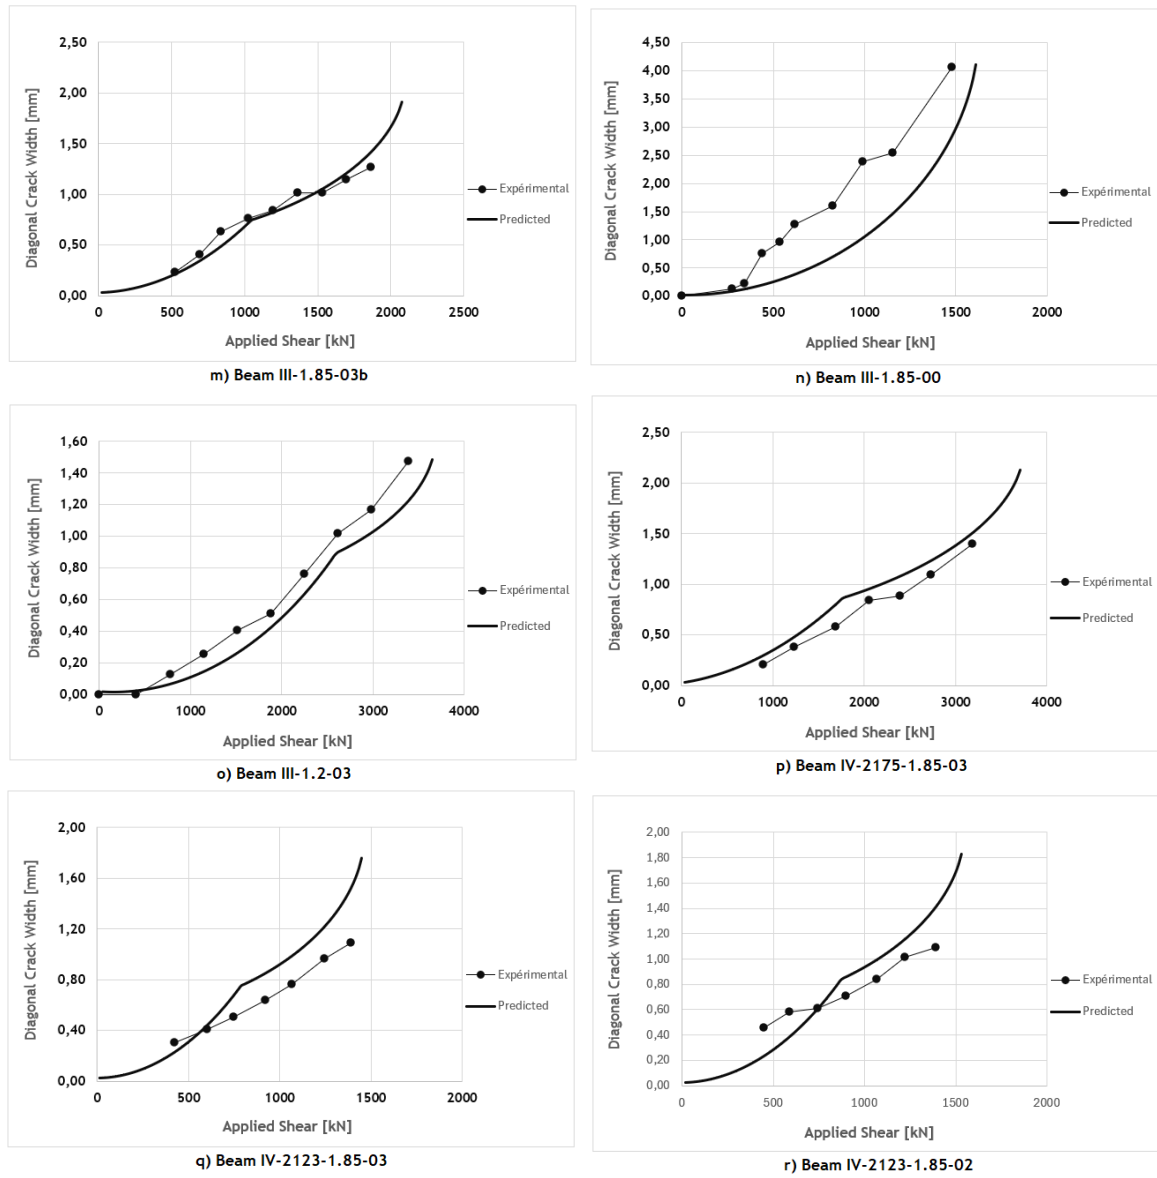 2,50
2,00
1,50
1,00
0,50
0,00
0 500 1000 1500 2000 2500
Diagonal Crack Width [mm]
Applied Shear [kN]
Expérimental
Predicted
m) Beam III-1.85-03b
4,50
4,00
3,50
3,00
2,50
2,00
1,50
1,00
0,50
0,00
0 500 1000 1500 2000
Diagonal Crack Width [mm]
Applied Shear [kN]
Expérimental
Predicted
n) Beam III-1.85-00
1,60
1,40
1,20
1,00
0,80
0,60
0,40
0,20
0,00
0 1000 2000 3000 4000
Diagonal Crack Width [mm]
Applied Shear [kN]
Expérimental
Predicted
o) Beam III-1.2-03
2,50
2,00
1,50
1,00
0,50
0,00
0 1000 2000 3000 4000
Diagonal Crack Width [mm]
Applied Shear [kN]
Expérimental
Predicted
p) Beam IV-2175-1.85-03
2,00
1,60
1,20
0,80
0,40
0,00
0 500 1000 1500 2000
Diagonal Crack Width [mm]
Applied Shear [kN]
Expérimental
Predicted
q) Beam IV-2123-1.85-03
2,00
1,80
1,60
1,40
1,20
1,00
0,80
0,60
0,40
0,20
0,00
0 500 1000 1500 2000
Diagonal Crack Width [mm]
Applied Shear [kN]
Expérimental
Predicted
r) Beam IV-2123-1.85-02